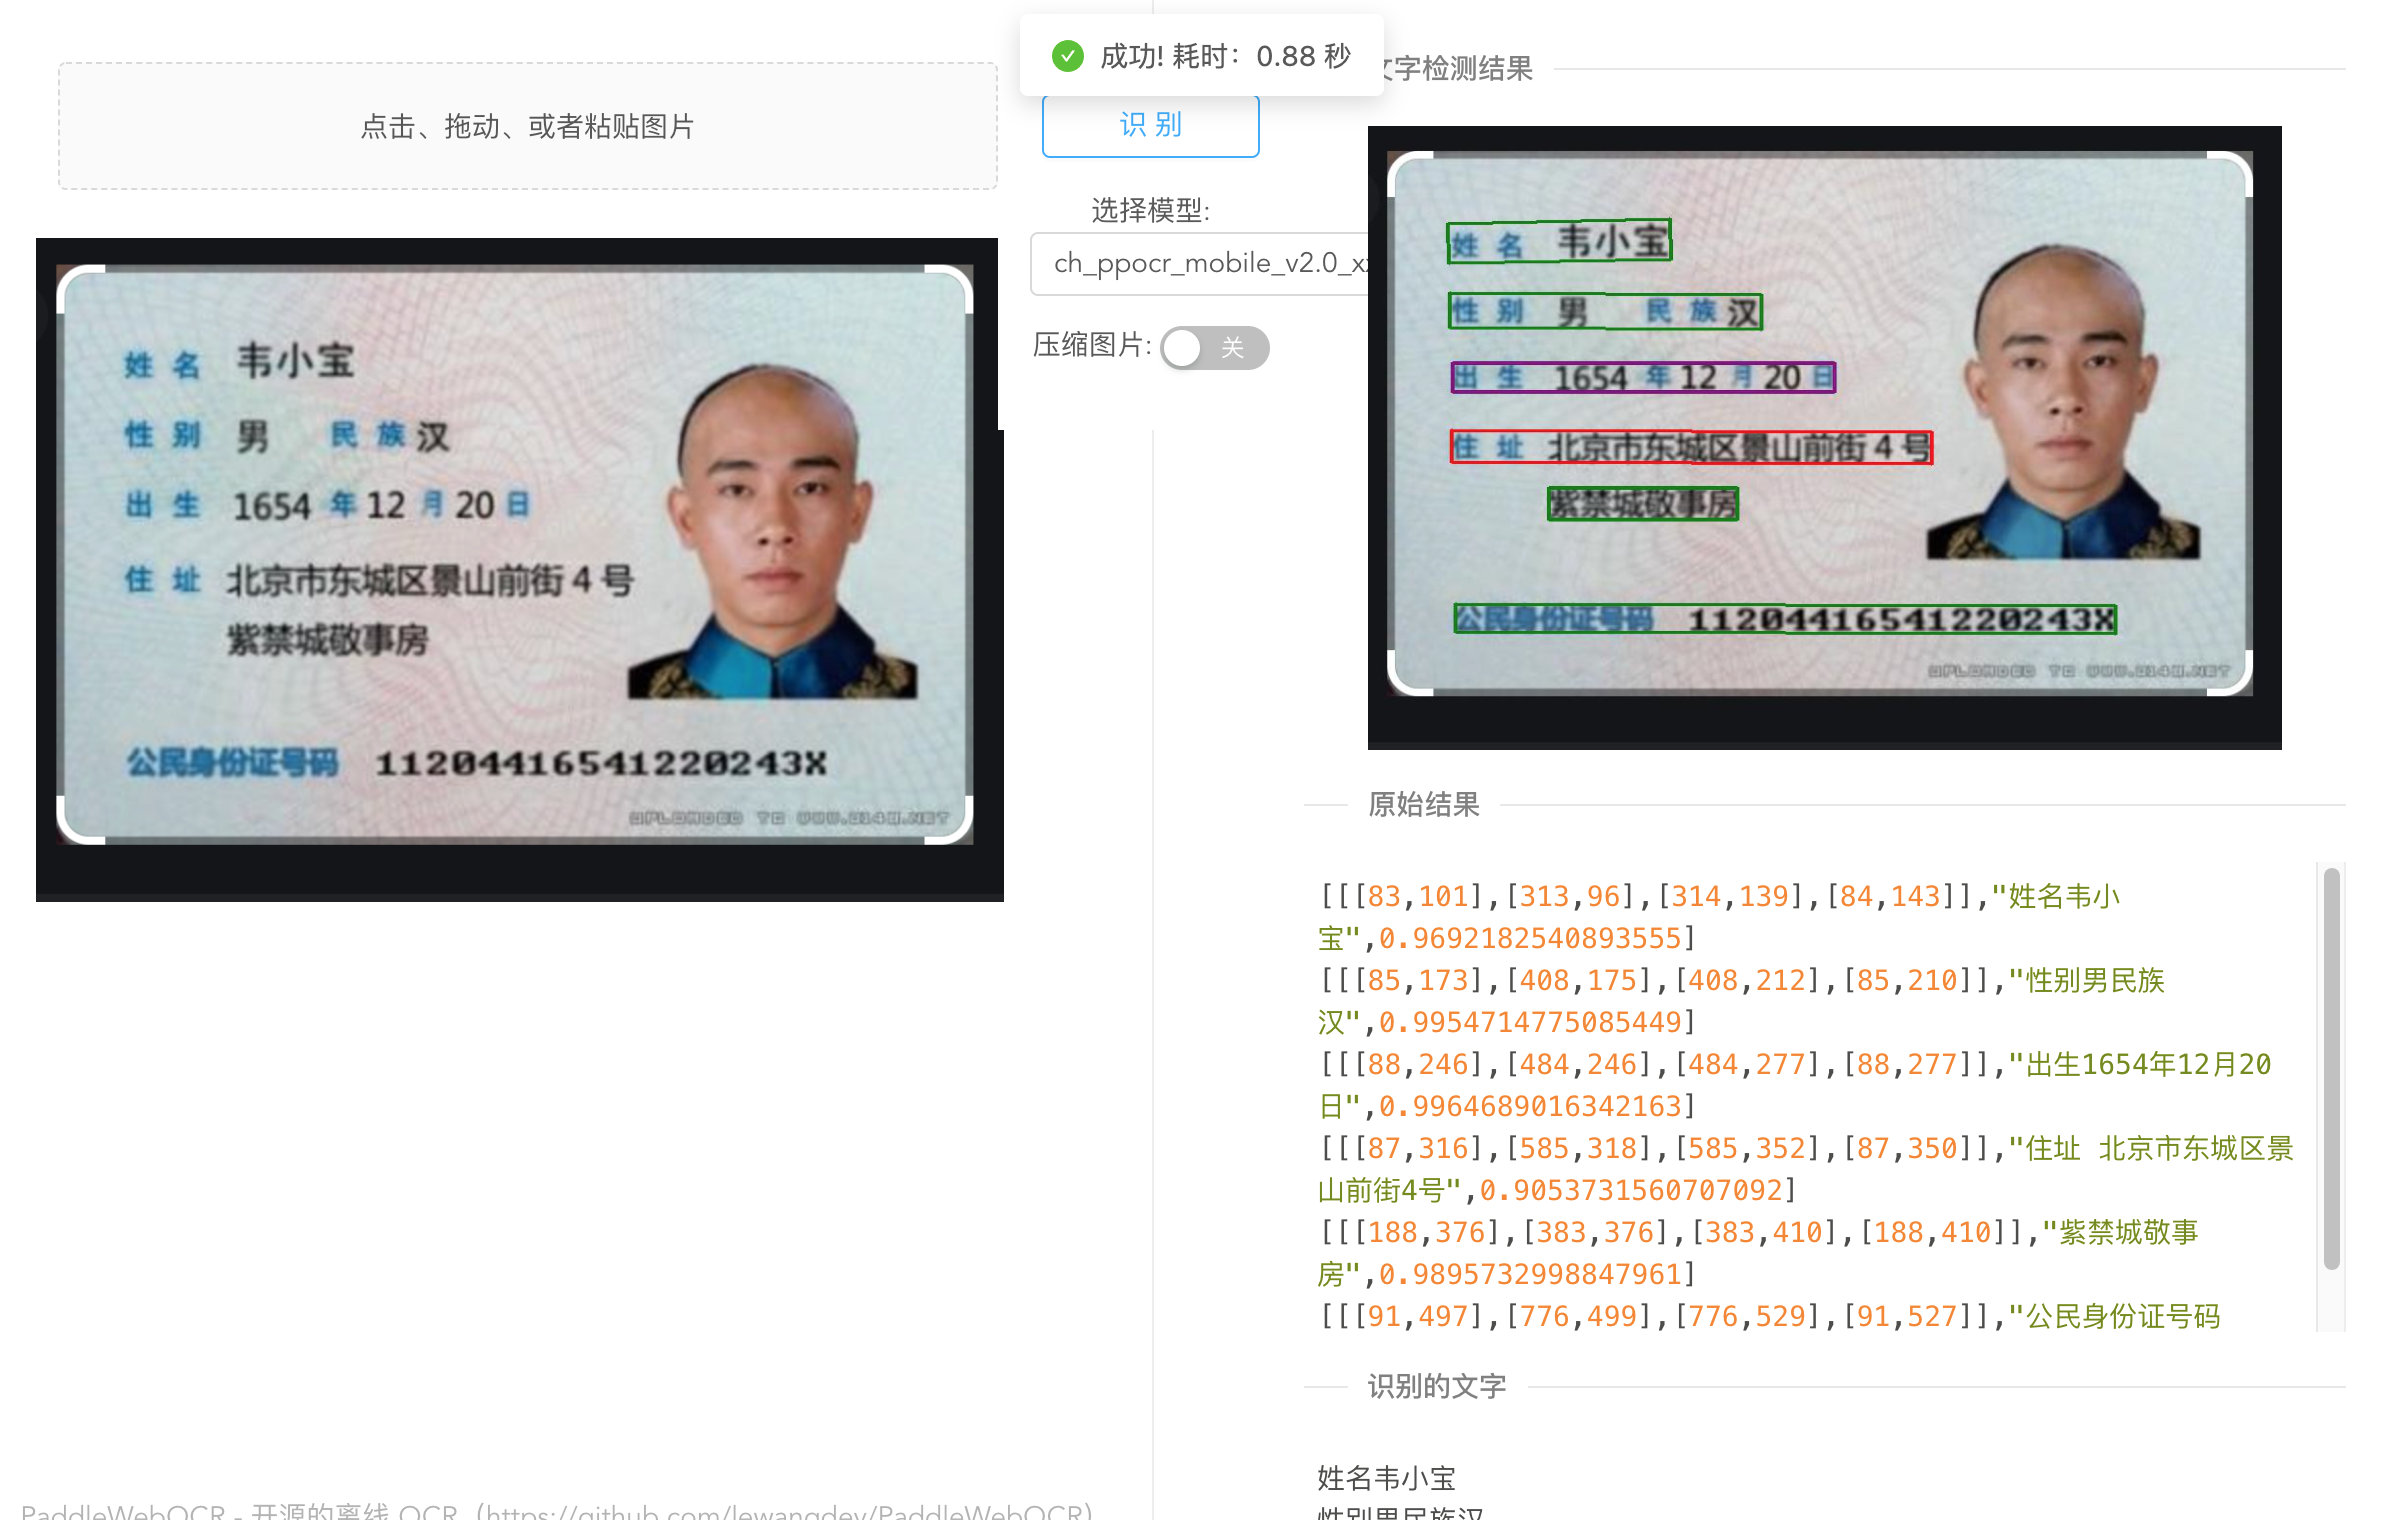 成功! 耗时：0.88 秒
点击、拖动、或者粘贴图片
识 别
选择模型:
ch_ppocr_mobile_v2.0_x
压缩图片: 关
姓 名 韦小宝
性 别 男 民 族 汉
出 生 1654 年 12 月 20 日
住 址 北京市东城区景山前街 4 号
紫禁城敬事房
公民身份证号码 11204416541220243X
文字检测结果
姓 名 韦小宝
性 别 男 民 族 汉
出 生 1654 年 12 月 20 日
住 址 北京市东城区景山前街 4 号
紫禁城敬事房
公民身份证号码 11204416541220243X
原始结果
[[[83,101],[313,96],[314,139],[84,143]],"姓名韦小
宝",0.9692182540893555]
[[[85,173],[408,175],[408,212],[85,210]],"性别男民族
汉",0.9954714775085449]
[[[88,246],[484,246],[484,277],[88,277]],"出生1654年12月20
日",0.9964689016342163]
[[[87,316],[585,318],[585,352],[87,350]],"住址 北京市东城区景
山前街4号",0.9053731560707092]
[[[188,376],[383,376],[383,410],[188,410]],"紫禁城敬事
房",0.9895732998847961]
[[[91,497],[776,499],[776,529],[91,527]],"公民身份证号码
识别的文字
姓名韦小宝
性别男民族汉
PaddleWebOCR - 开源的离线 OCR（https://github.com/lewangdev/PaddleWebOCR）